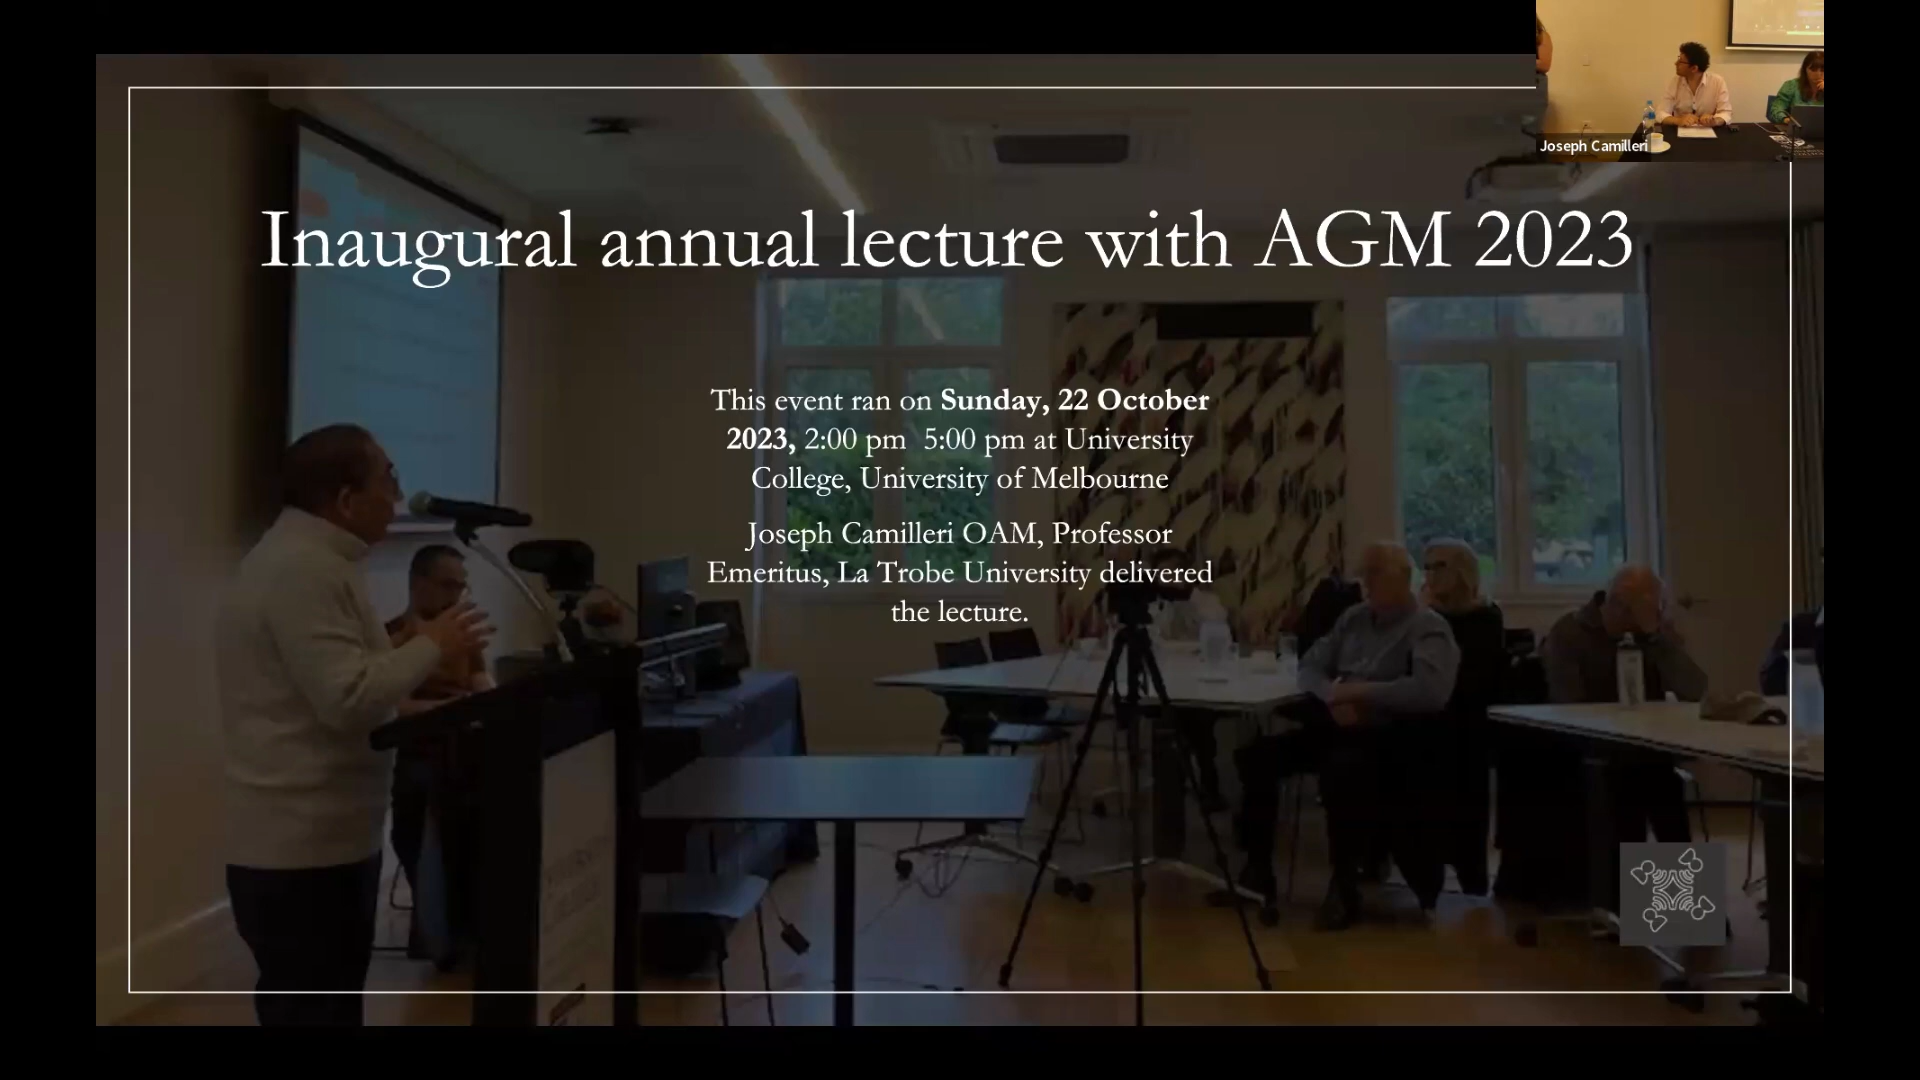 Joseph Camilleri
Inaugural annual lecture with AGM 2023
This event ran on Sunday, 22 October
2023, 2:00 pm  5:00 pm at University
College, University of Melbourne
Joseph Camilleri OAM, Professor
Emeritus, La Trobe University delivered
the lecture.